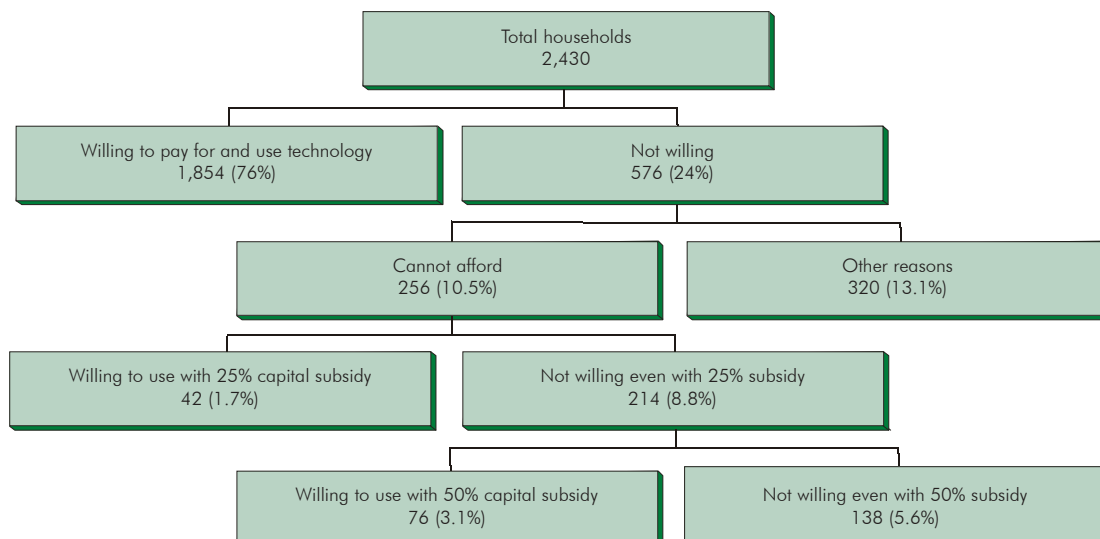 Total households
2,430
Willing to pay for and use technology
1,854 (76%)
Not willing
576 (24%)
Cannot afford
256 (10.5%)
Other reasons
320 (13.1%)
Willing to use with 25% capital subsidy
42 (1.7%)
Not willing even with 25% subsidy
214 (8.8%)
Willing to use with 50% capital subsidy
76 (3.1%)
Not willing even with 50% subsidy
138 (5.6%)